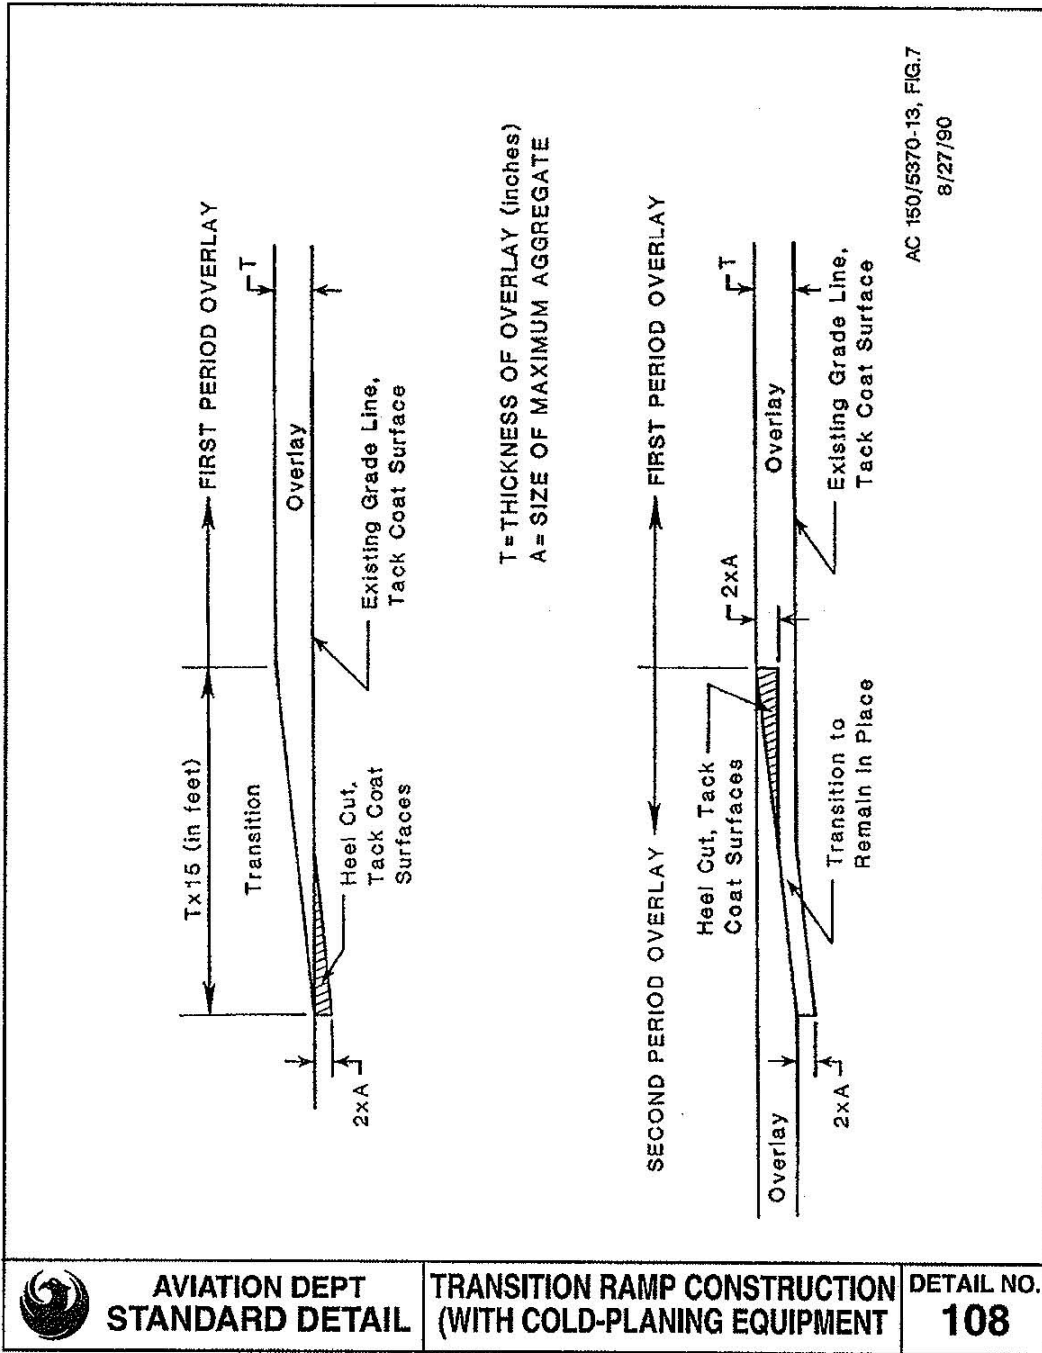 FIRST PERIOD OVERLAY
Tx15 (in feet)
Transition
T
Overlay
2xA
Heel Cut,
Tack Coat
Surfaces
Existing Grade Line,
Tack Coat Surface
T=THICKNESS OF OVERLAY (inches)
A= SIZE OF MAXIMUM AGGREGATE
SECOND PERIOD OVERLAY
FIRST PERIOD OVERLAY
Heel Cut, Tack
Coat Surfaces
2xA
T
Overlay
Overlay
2xA
Transition to
Remain In Place
Existing Grade Line,
Tack Coat Surface
AC 150/5370-13, FIG.7
8/27/90
AVIATION DEPT
STANDARD DETAIL
TRANSITION RAMP CONSTRUCTION
(WITH COLD-PLANING EQUIPMENT
DETAIL NO.
108